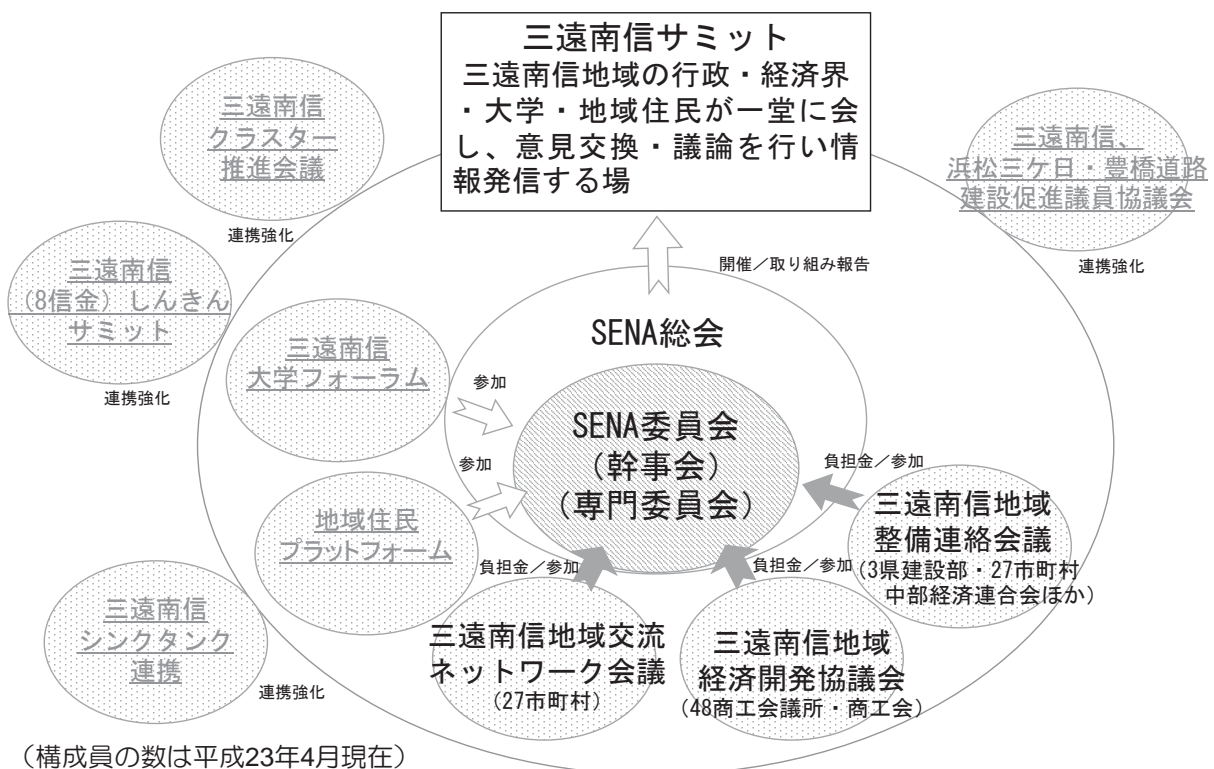 三遠南信サミット
三遠南信地域の行政・経済界
・大学・地域住民が一堂に会
し、意見交換・議論を行い情
報発信する場
三遠南信
クラスター
推進会議
連携強化
三遠南信、
浜松三ケ日・豊橋道路
建設促進議員協議会
連携強化
三遠南信
(8信金)しんきん
サミット
連携強化
開催/取り組み報告
SENA総会
三遠南信
大学フォーラム
参加
SENA委員会
(幹事会)
(専門委員会)
参加
地域住民
プラットフォーム
負担金/参加
三遠南信地域
整備連絡会議
(3県建設部・27市町村
中部経済連合会ほか)
負担金/参加
三遠南信地域交流
ネットワーク会議
(27市町村)
負担金/参加
三遠南信地域
経済開発協議会
(48商工会議所・商工会)
三遠南信
シンクタンク
連携
連携強化
(構成員の数は平成23年4月現在)